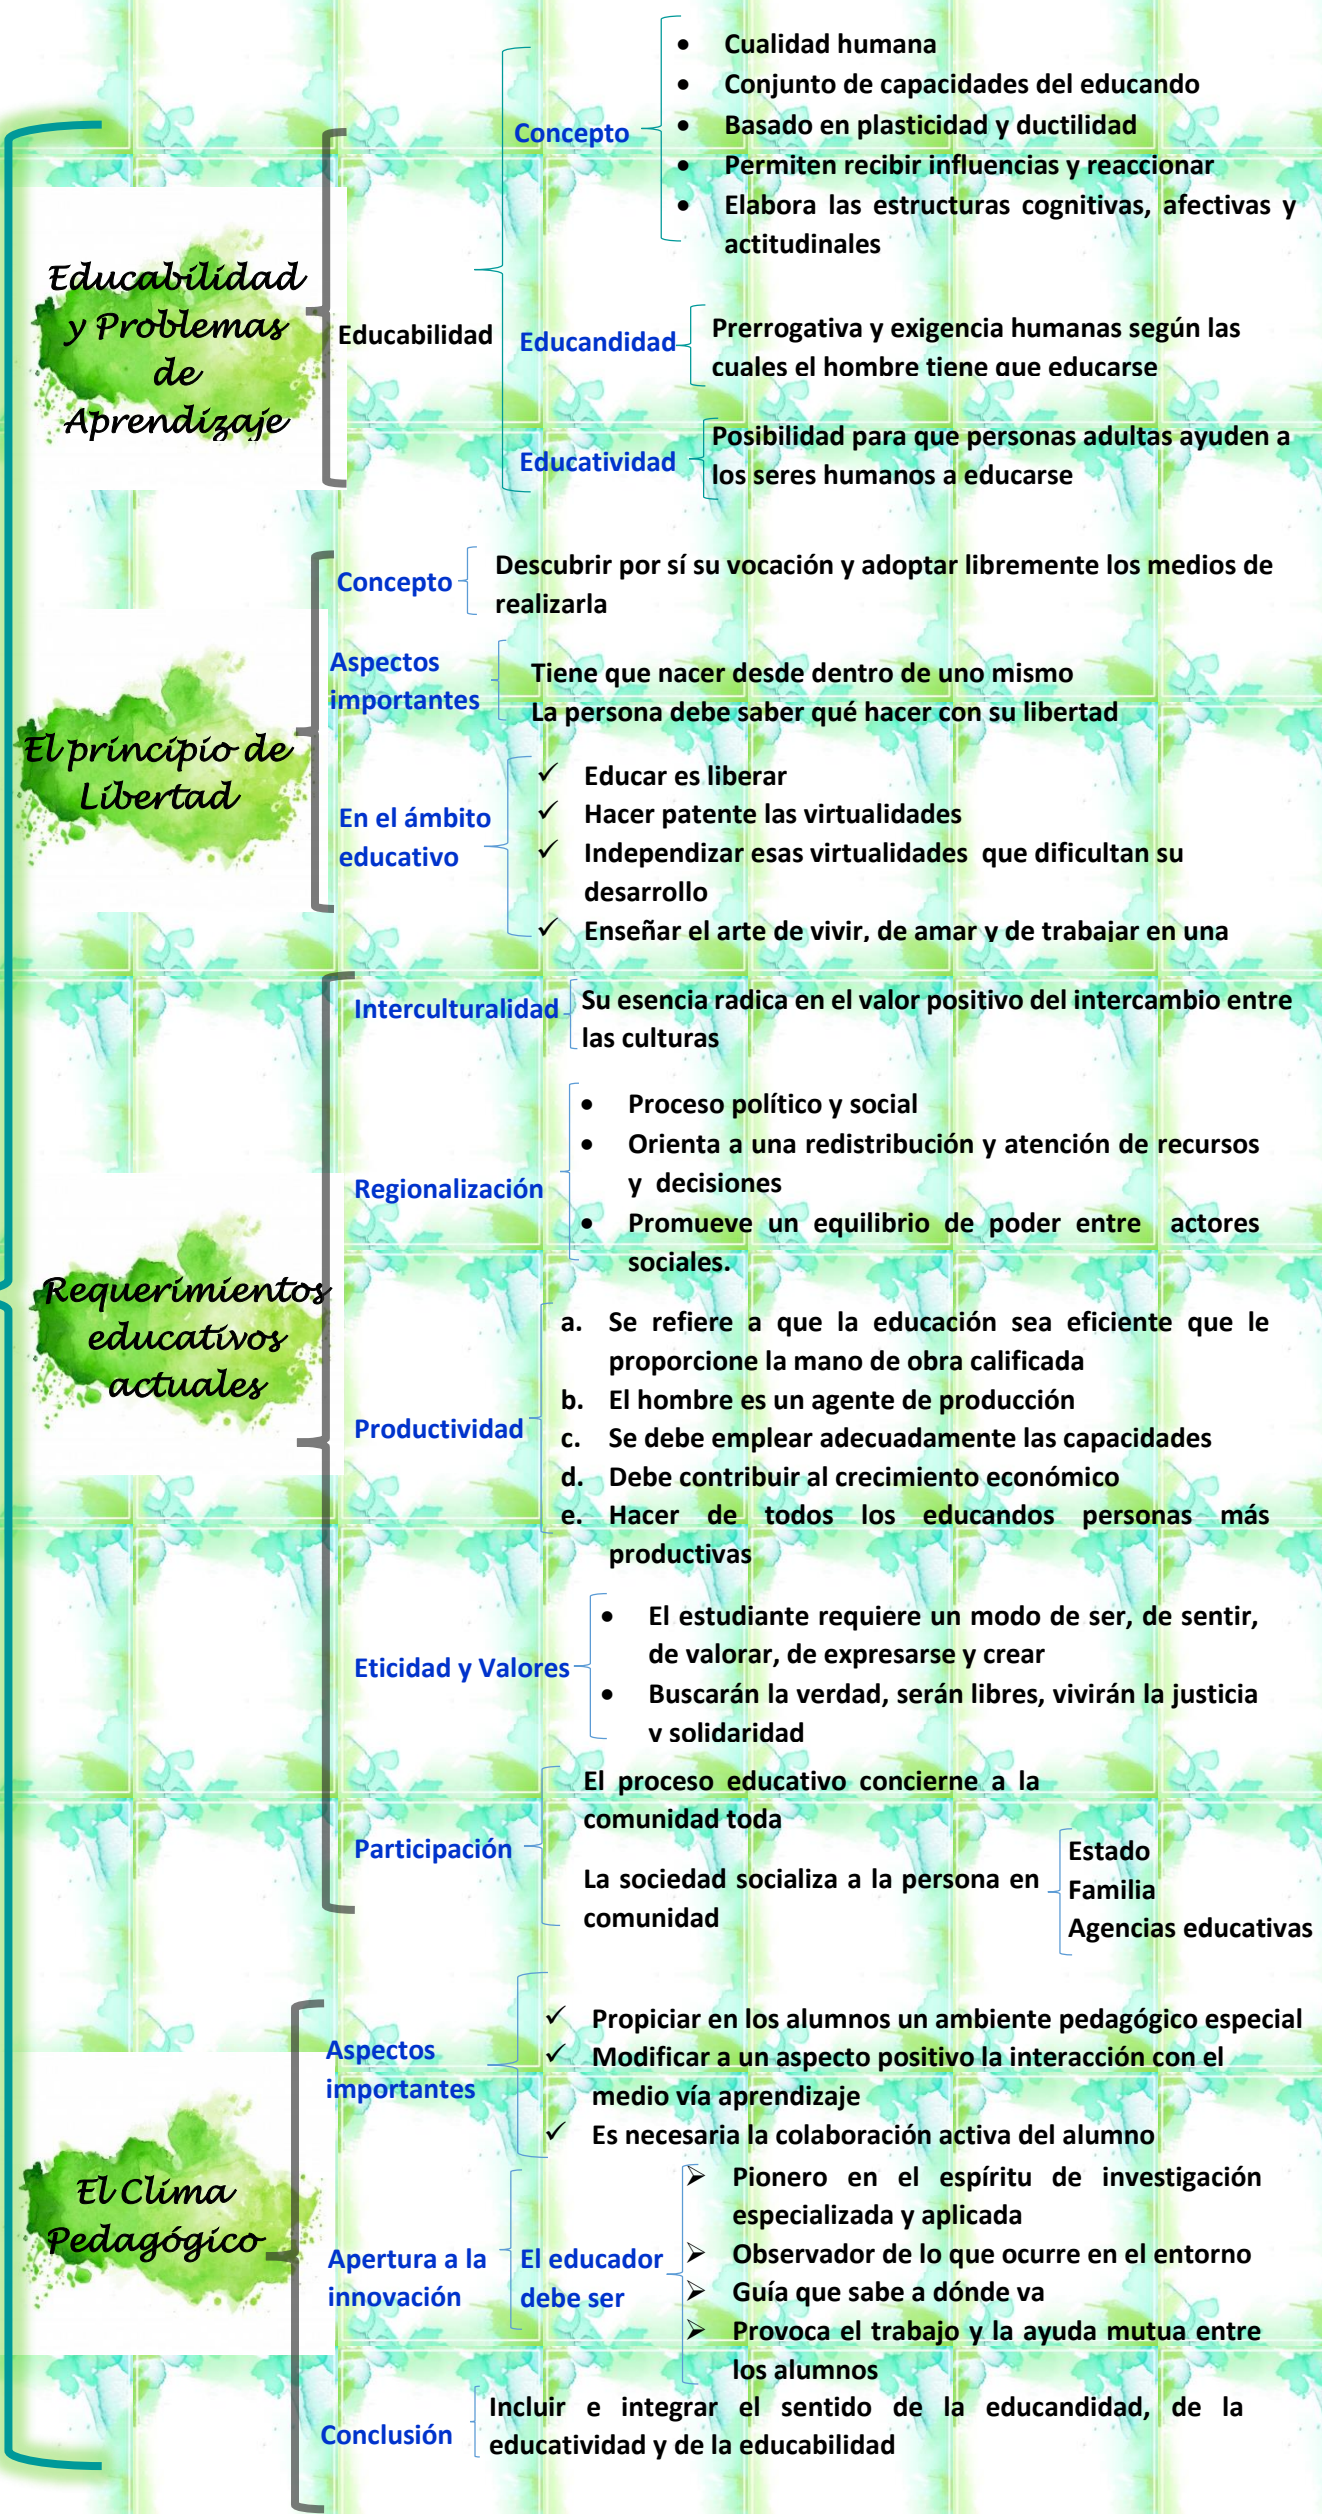 Educabilidad
y Problemas
de
Aprendizaje
Educabilidad
Concepto
• Cualidad humana
• Conjunto de capacidades del educando
• Basado en plasticidad y ductilidad
• Permiten recibir influencias y reaccionar
• Elabora las estructuras cognitivas, afectivas y
actitudinales
Educandidad
Prerrogativa y exigencia humanas según las
cuales el hombre tiene que educarse
Educatividad
Posibilidad para que personas adultas ayuden a
los seres humanos a educarse
El principio de
Libertad
Concepto
Descubrir por sí su vocación y adoptar libremente los medios de
realizarla
Aspectos
importantes
Tiene que nacer desde dentro de uno mismo
La persona debe saber qué hacer con su libertad
En el ámbito
educativo
✓ Educar es liberar
✓ Hacer patente las virtualidades
✓ Independizar esas virtualidades que dificultan su
desarrollo
✓ Enseñar el arte de vivir, de amar y de trabajar en una
Requerimientos
educativos
actuales
Interculturalidad
Su esencia radica en el valor positivo del intercambio entre
las culturas
Regionalización
• Proceso político y social
• Orienta a una redistribución y atención de recursos
y decisiones
• Promueve un equilibrio de poder entre actores
sociales.
Productividad
a. Se refiere a que la educación sea eficiente que le
proporcione la mano de obra calificada
b. El hombre es un agente de producción
c. Se debe emplear adecuadamente las capacidades
d. Debe contribuir al crecimiento económico
e. Hacer de todos los educandos personas más
productivas
Eticidad y Valores
• El estudiante requiere un modo de ser, de sentir,
de valorar, de expresarse y crear
• Buscarán la verdad, serán libres, vivirán la justicia
y solidaridad
Participación
El proceso educativo concierne a la
comunidad toda
La sociedad socializa a la persona en
comunidad
Estado
Familia
Agencias educativas
El Clima
Pedagógico
Aspectos
importantes
✓ Propiciar en los alumnos un ambiente pedagógico especial
✓ Modificar a un aspecto positivo la interacción con el
medio vía aprendizaje
✓ Es necesaria la colaboración activa del alumno
Apertura a la
innovación
El educador
debe ser
➢ Pionero en el espíritu de investigación
especializada y aplicada
➢ Observador de lo que ocurre en el entorno
➢ Guía que sabe a dónde va
➢ Provoca el trabajo y la ayuda mutua entre
los alumnos
Conclusión
Incluir e integrar el sentido de la educandidad, de la
educatividad y de la educabilidad